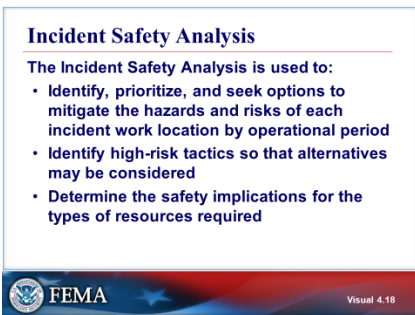 Incident Safety Analysis
The Incident Safety Analysis is used to:
• Identify, prioritize, and seek options to
mitigate the hazards and risks of each
incident work location by operational period
• Identify high-risk tactics so that alternatives
may be considered
• Determine the safety implications for the
types of resources required
FEMA
Visual 4.18